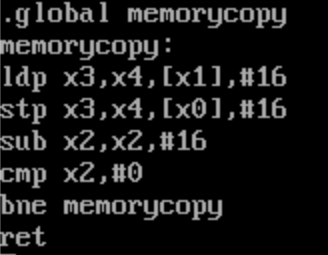 .global memorycopy
memorycopy:
ldp x3,x4,[x1],#16
stp x3,x4,[x0],#16
sub x2,x2,#16
cmp x2,#0
bne memorycopy
ret